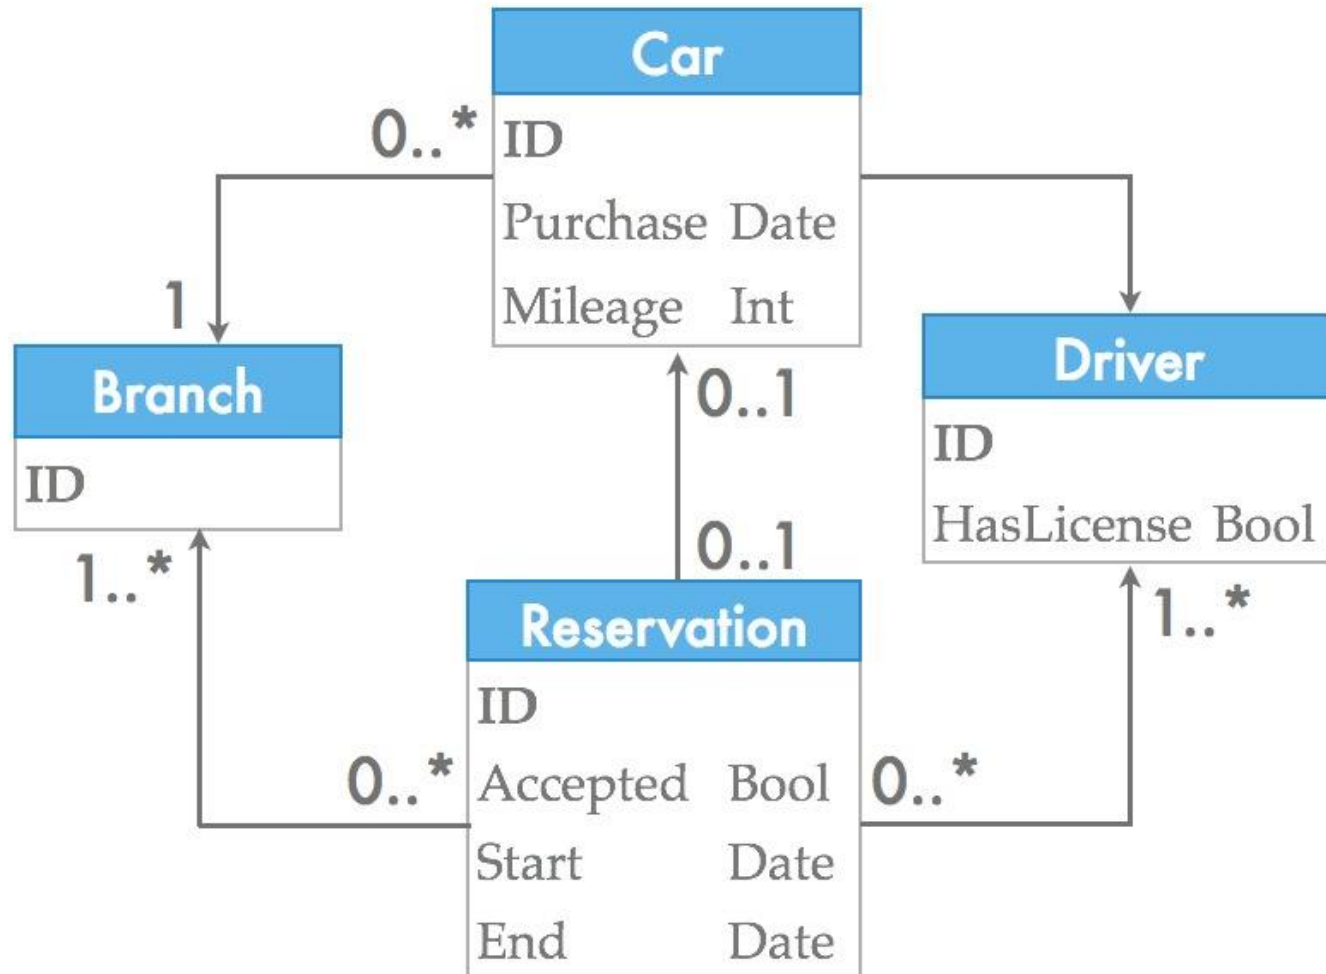 Car
0..*
ID
Purchase Date
Mileage Int
1
Branch
ID
1..*
0..1
Driver
ID
HasLicense Bool
1..*
0..1
Reservation
ID
0..*
Accepted Bool
0..*
Start Date
End Date